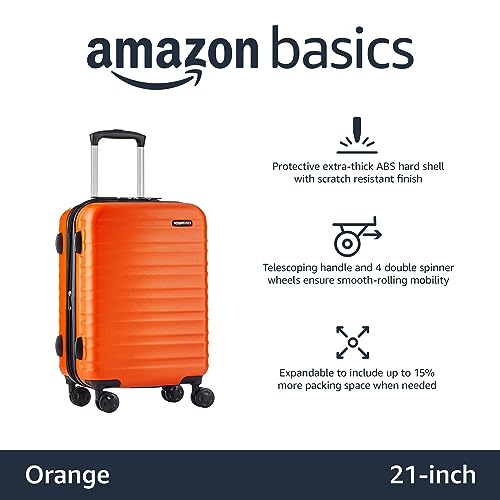 amazon basics
Protective extra-thick ABS hard shell
with scratch resistant finish
Telescoping handle and 4 double spinner
wheels ensure smooth-rolling mobility
Expandable to include up to 15%
more packing space when needed
Orange
21-inch